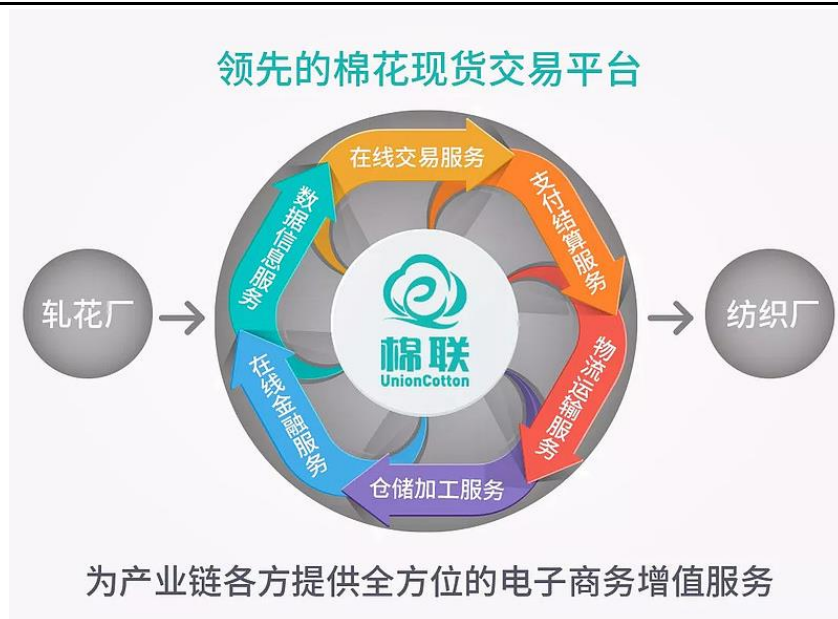 领先的棉花现货交易平台
在线交易服务
支付结算服务
物流运输服务
仓储加工服务
在线金融服务
数据信息服务
轧花厂
棉联
UnionCotton
纺织厂
为产业链各方提供全方位的电子商务增值服务